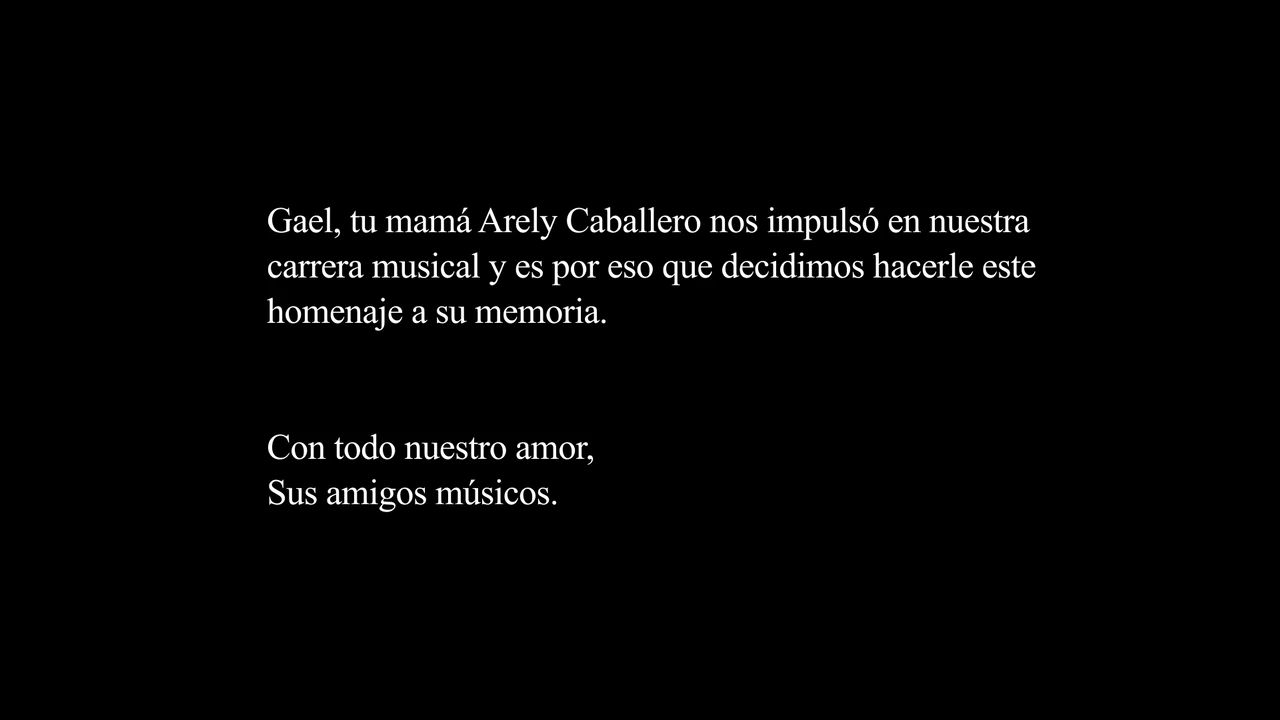 Gael, tu mamá Arely Caballero nos impulsó en nuestra
carrera musical y es por eso que decidimos hacerle este
homenaje a su memoria.
Con todo nuestro amor,
Sus amigos músicos.